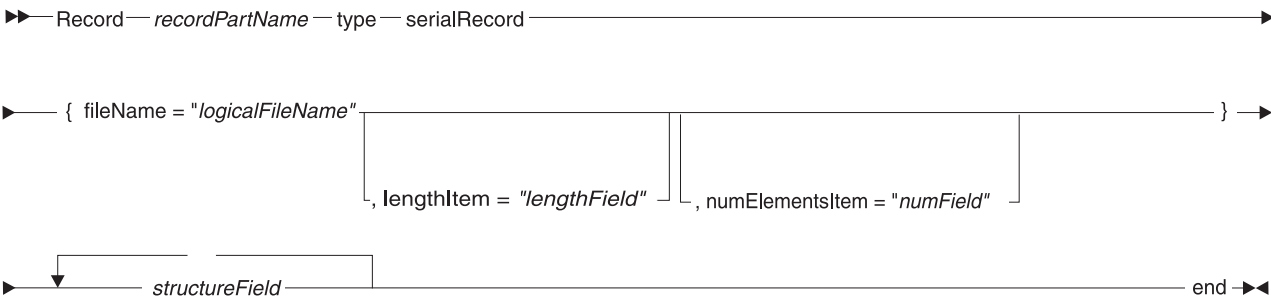 Record recordPartName type serialRecord
{ fileName = "logicalFileName" }
, lengthItem = "lengthField" , numElementsItem = "numField"
structureField end